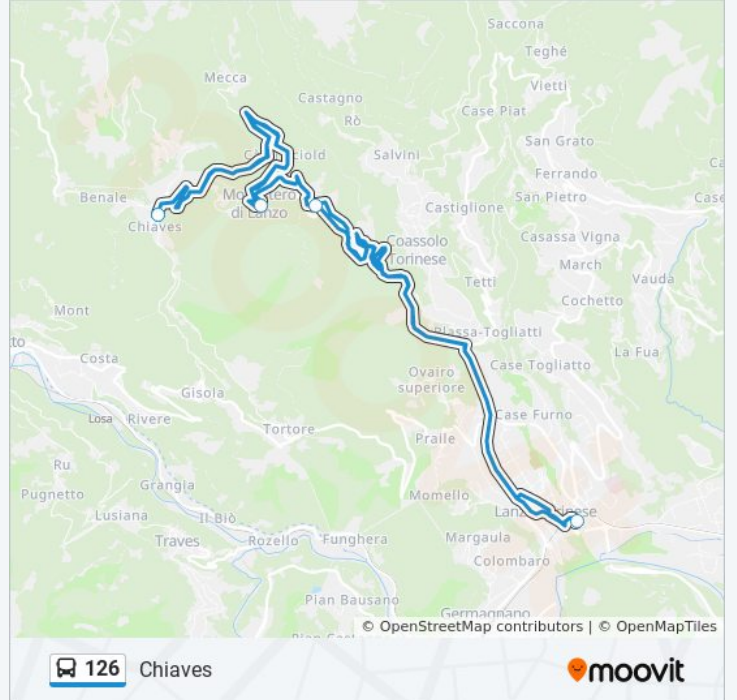 Saccona
Teghé
Mecca
Vietti
Castagno
Case Piat
Rò
San Grato
Salvini
Ferrando
Benale
San Pietro
Monastero
di Lanzo
Castiglione
Chiaves
Casassa Vigna
Coassolo
Torinese
March
Tetti
Vauda
Cochetto
Mont
Plassa-Togliatti
La Fua
Costa
Case Togliatto
Ovairo
superiore
Gisola
Case Furno
Losa
Rivere
Tortore
Praile
Ru
Grangia
Pugnetto
Momello
Lusiana
Il Biò
Traves
Rozello
Funghera
Margaula
Colombaro
Pian Bausano
Germagnano
© OpenStreetMap contributors | © OpenMapTiles
126 Chiaves
moovit